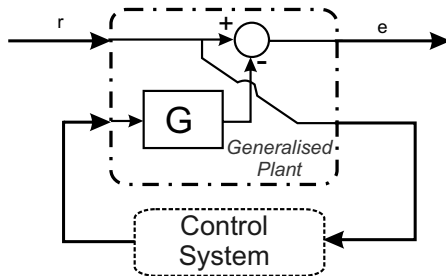 r
e
+
-
G
Generalised
Plant
Control
System